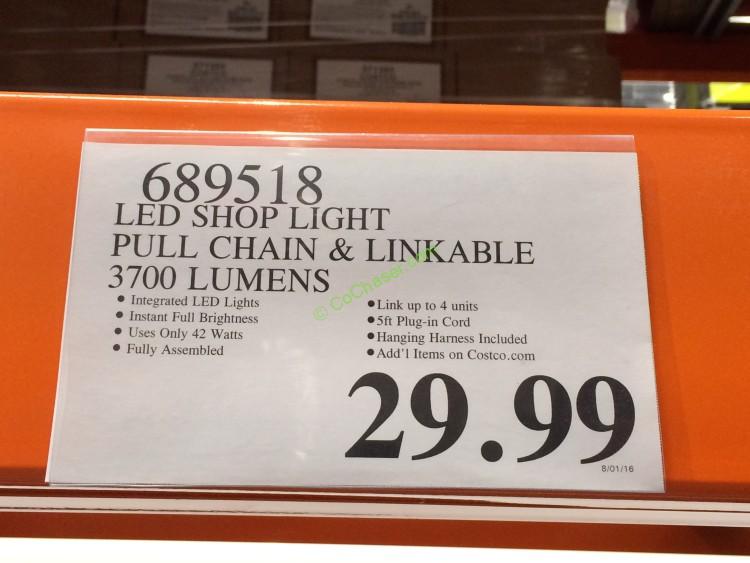 689518
LED SHOP LIGHT
PULL CHAIN & LINKABLE
3700 LUMENS
© CoChaser.com
• Integrated LED Lights
• Instant Full Brightness
• Uses Only 42 Watts
• Fully Assembled
• Link up to 4 units
• 5ft Plug-in Cord
• Hanging Harness Included
• Add'l Items on Costco.com
29.99
8/01/16